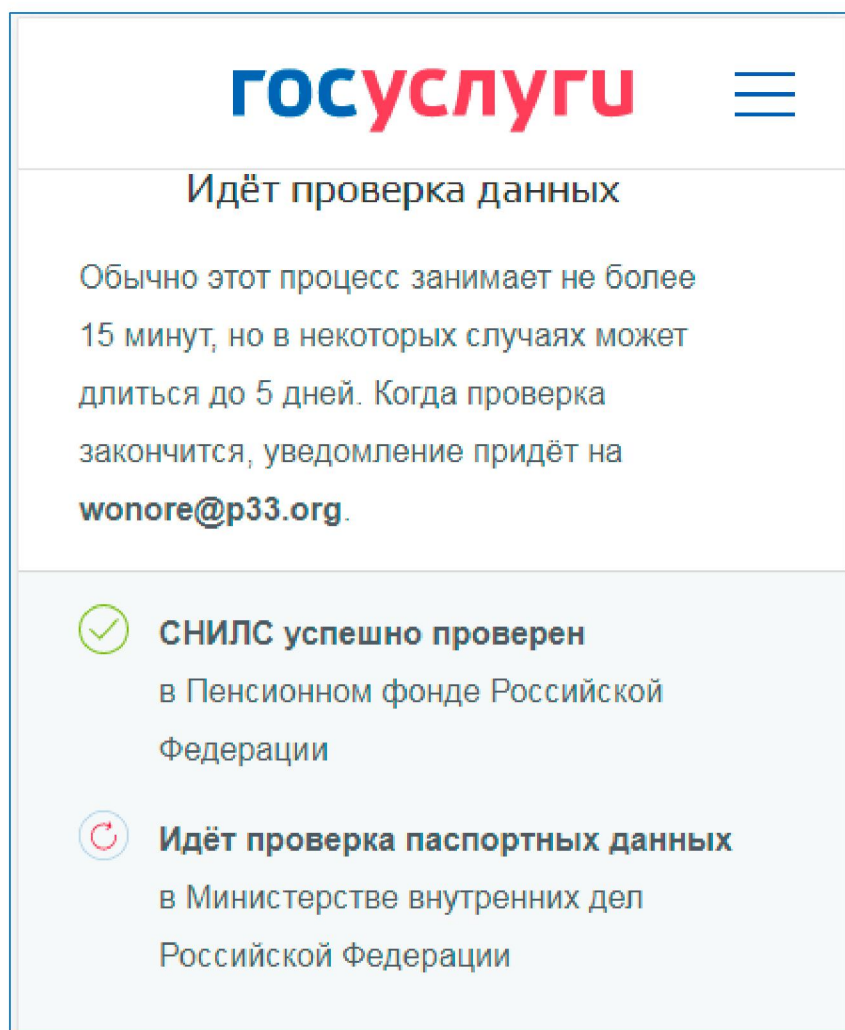 госуслуги
Идёт проверка данных
Обычно этот процесс занимает не более
15 минут, но в некоторых случаях может
длиться до 5 дней. Когда проверка
закончится, уведомление придёт на
wonore@p33.org.
СНИЛС успешно проверен
в Пенсионном фонде Российской
Федерации
Идёт проверка паспортных данных
в Министерстве внутренних дел
Российской Федерации